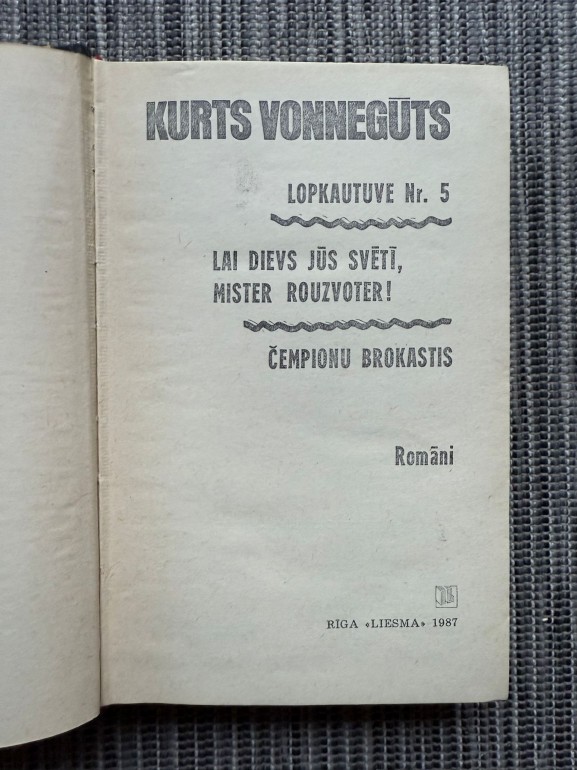 KURTS VONNEGŪTS
LOPKAUTUVE Nr. 5
LAI DIEVS JŪS SVĒTĪ,
MISTER ROUZVOTER!
ČEMPIONU BROKASTIS
Romāni
RĪGA «LIESMA» 1987